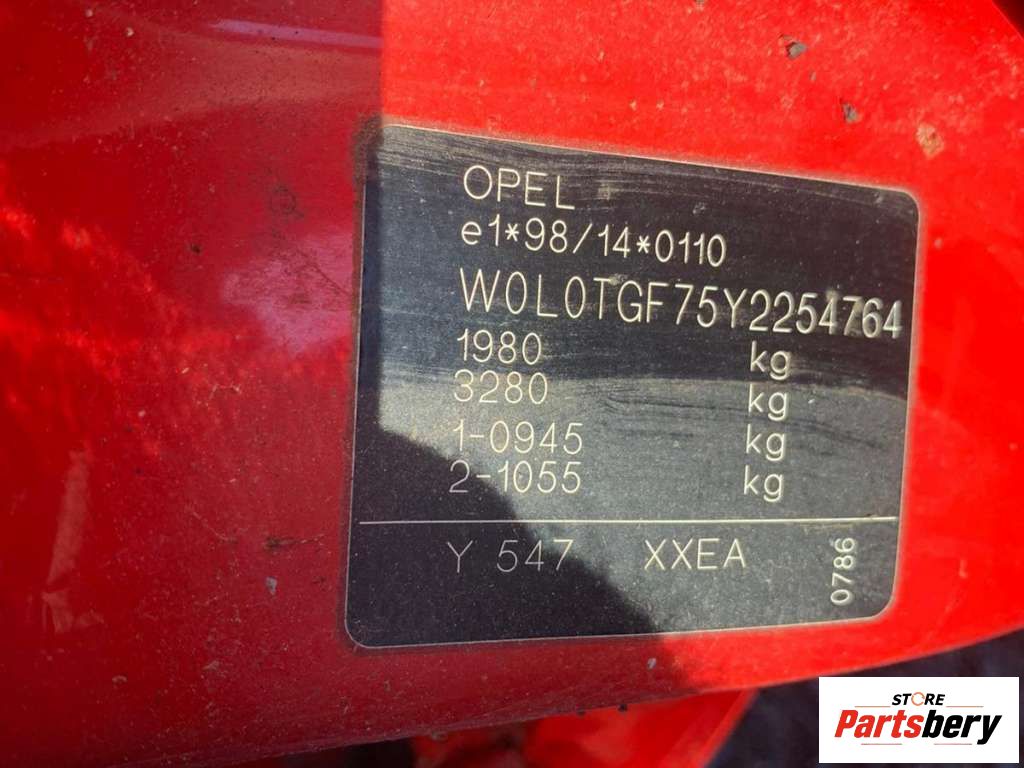 OPEL
e1*98/14*0110
W0L0TGF75Y2254764
1980 kg
3280 kg
1-0945 kg
2-1055 kg
Y 547 XXEA 0786
STORE
Partsbery